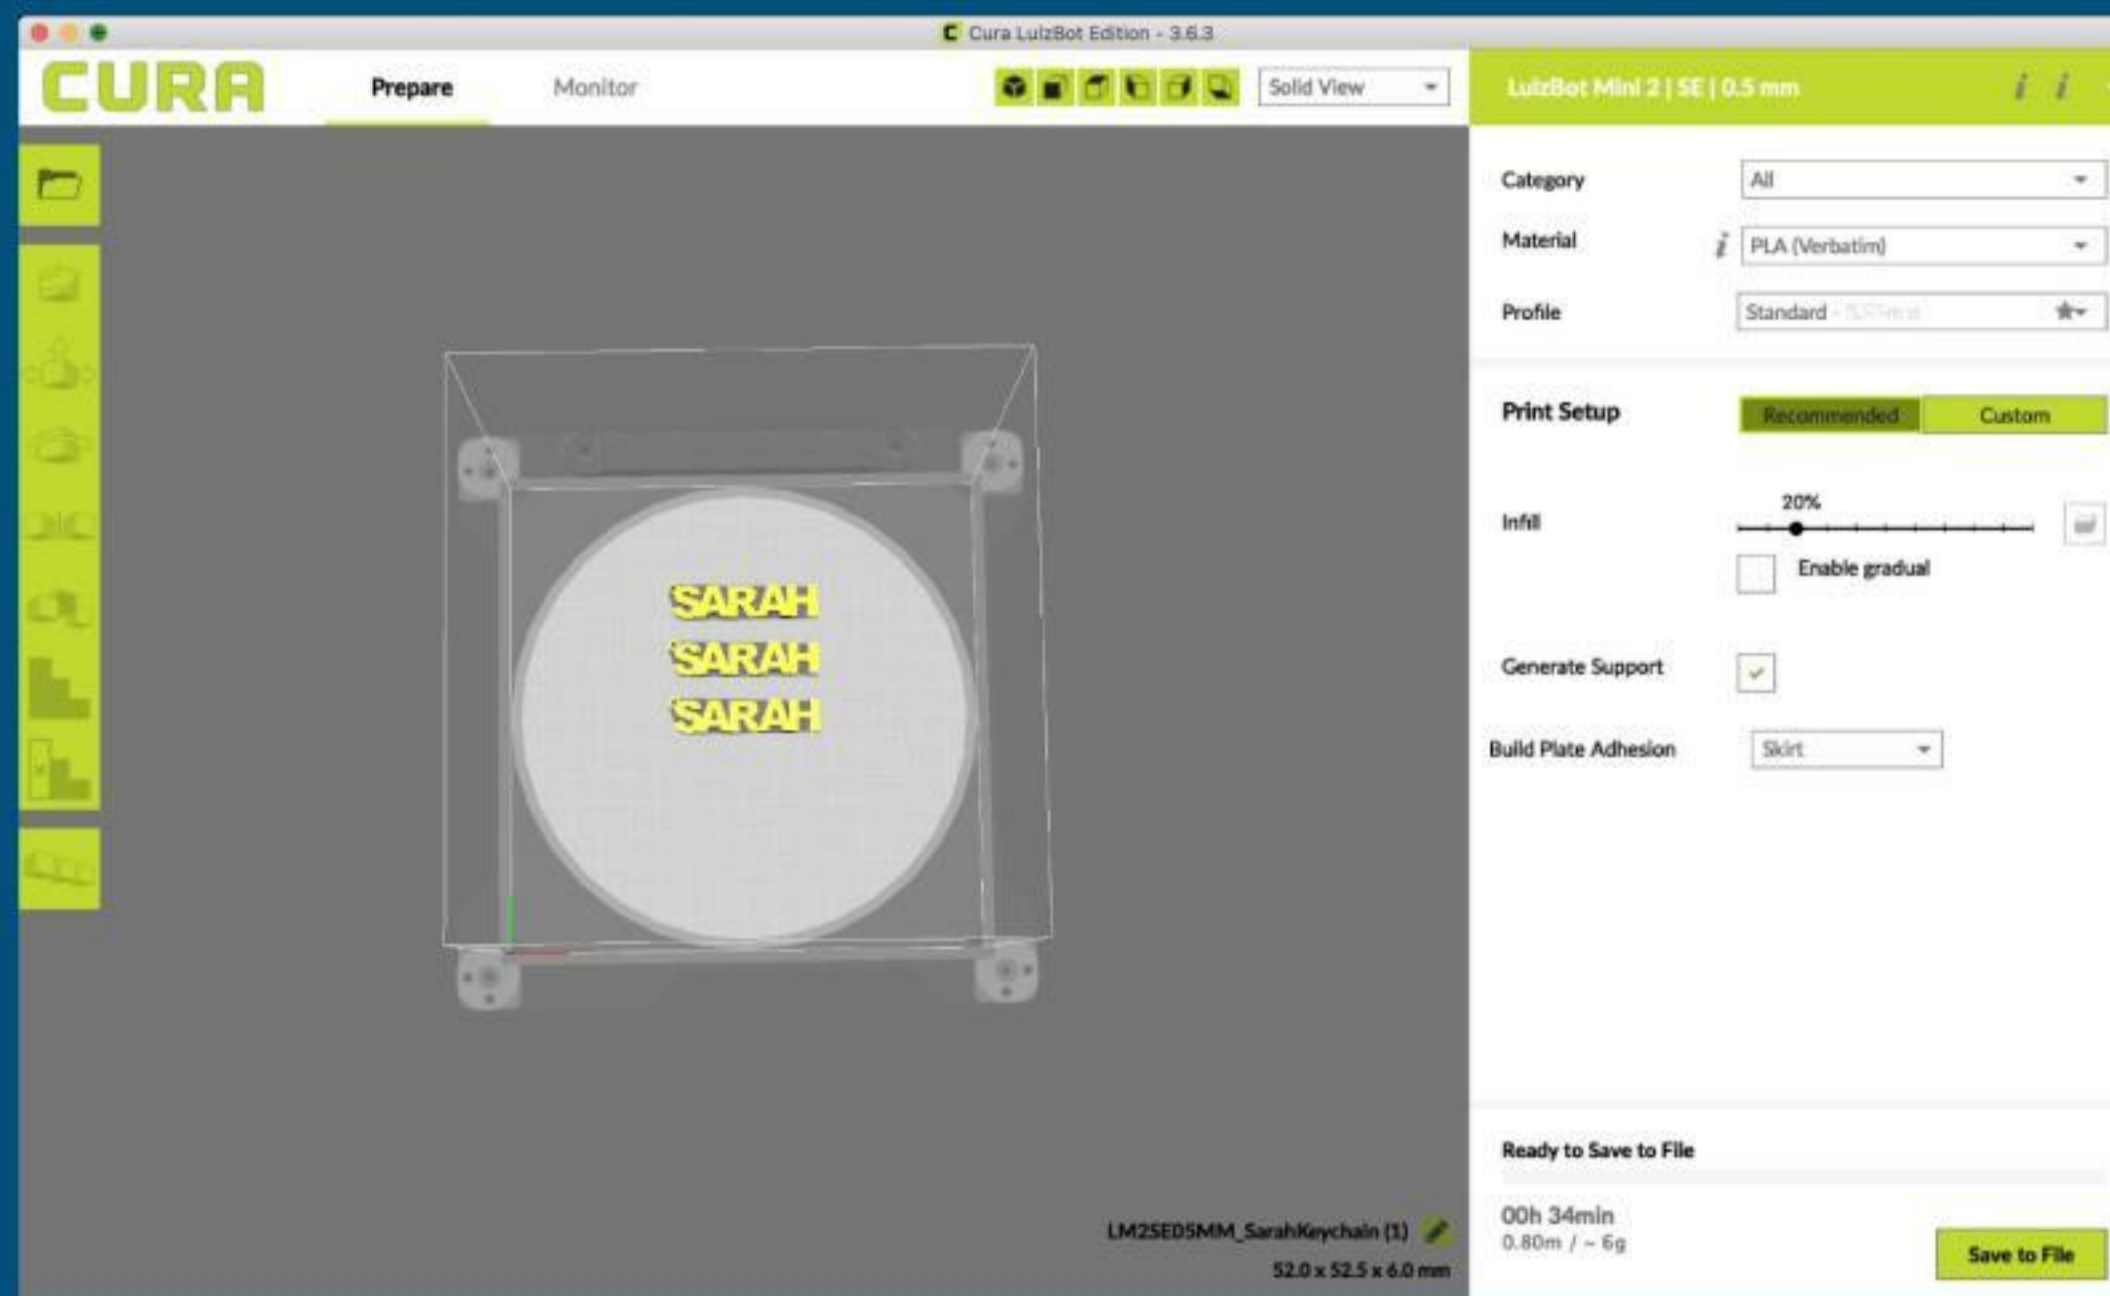 Cura LulzBot Edition - 3.6.3
CURA
Prepare
Monitor
Solid View
LulzBot Mini 2 | SE | 0.5 mm
i i
Category
All
Material
PLA (Verbatim)
Profile
Standard
Print Setup
Recommended
Custom
20%
Infill
Enable gradual
Generate Support
Build Plate Adhesion
Skirt
SARAH
SARAH
SARAH
Ready to Save to File
00h 34min
0.80m / ~ 6g
Save to File
LM2SE05MM_SarahKeychain (1)
52.0 x 52.5 x 6.0 mm